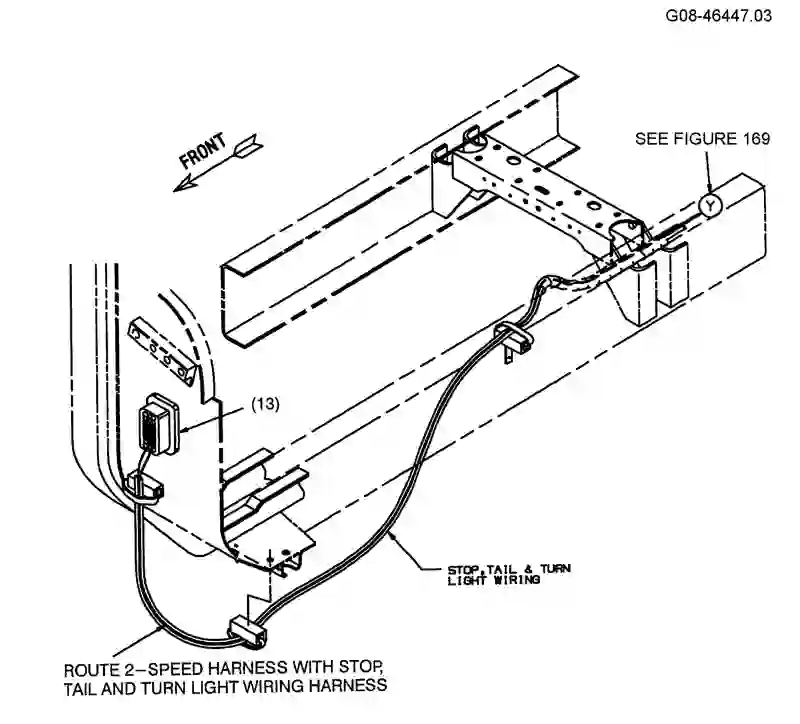 G08-46447.03
SEE FIGURE 169
FRONT
Y
(13)
STOP,TAIL & TURN
LIGHT WIRING
ROUTE 2–SPEED HARNESS WITH STOP,
TAIL AND TURN LIGHT WIRING HARNESS